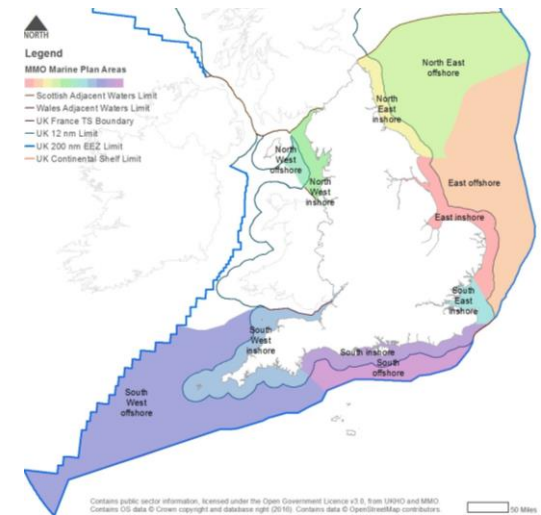 NORTH
Legend
MMO Marine Plan Areas
Scottish Adjacent Waters Limit
Wales Adjacent Waters Limit
UK France TS Boundary
UK 12 nm Limit
UK 200 nm EEZ Limit
UK Continental Shelf Limit
North East
offshore
North
East
inshore
North
West
offshore
North
West
inshore
East offshore
East inshore
South
East
inshore
South
West
inshore
South inshore
South
offshore
South
West
offshore
Contains public sector information, licensed under the Open Government Licence v3.0, from UKHO and MMO.
Contains OS data © Crown copyright and database right (2016). Contains data © OpenStreetMap contributors.
50 Miles